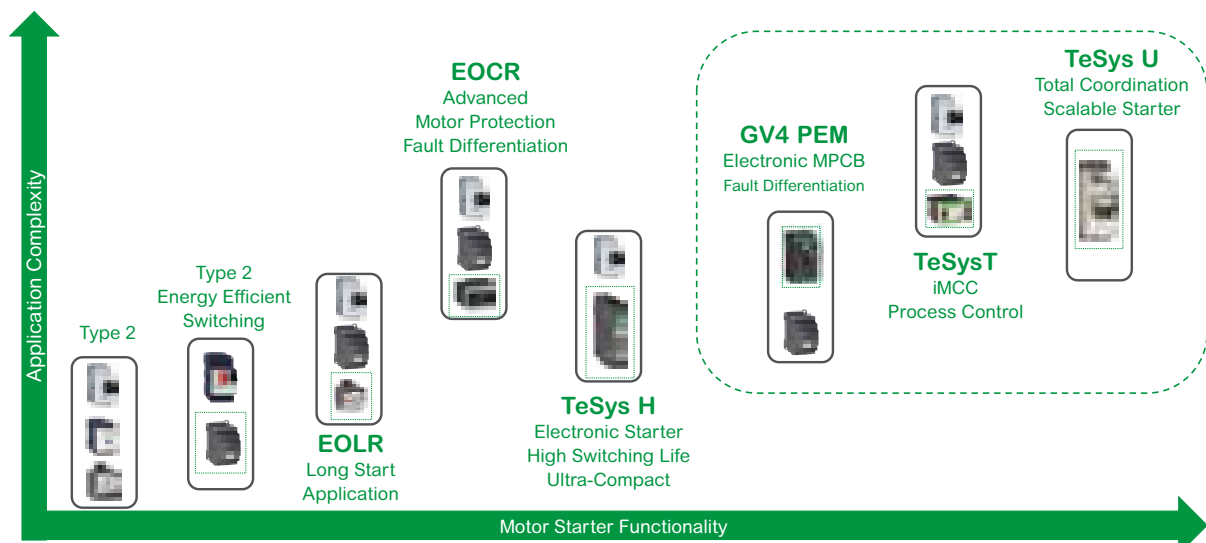 Application Complexity
Type 2
Type 2
Energy Efficient
Switching
EOLR
Long Start
Application
EOCR
Advanced
Motor Protection
Fault Differentiation
TeSys H
Electronic Starter
High Switching Life
Ultra-Compact
GV4 PEM
Electronic MPCB
Fault Differentiation
TeSysT
iMCC
Process Control
TeSys U
Total Coordination
Scalable Starter
Motor Starter Functionality